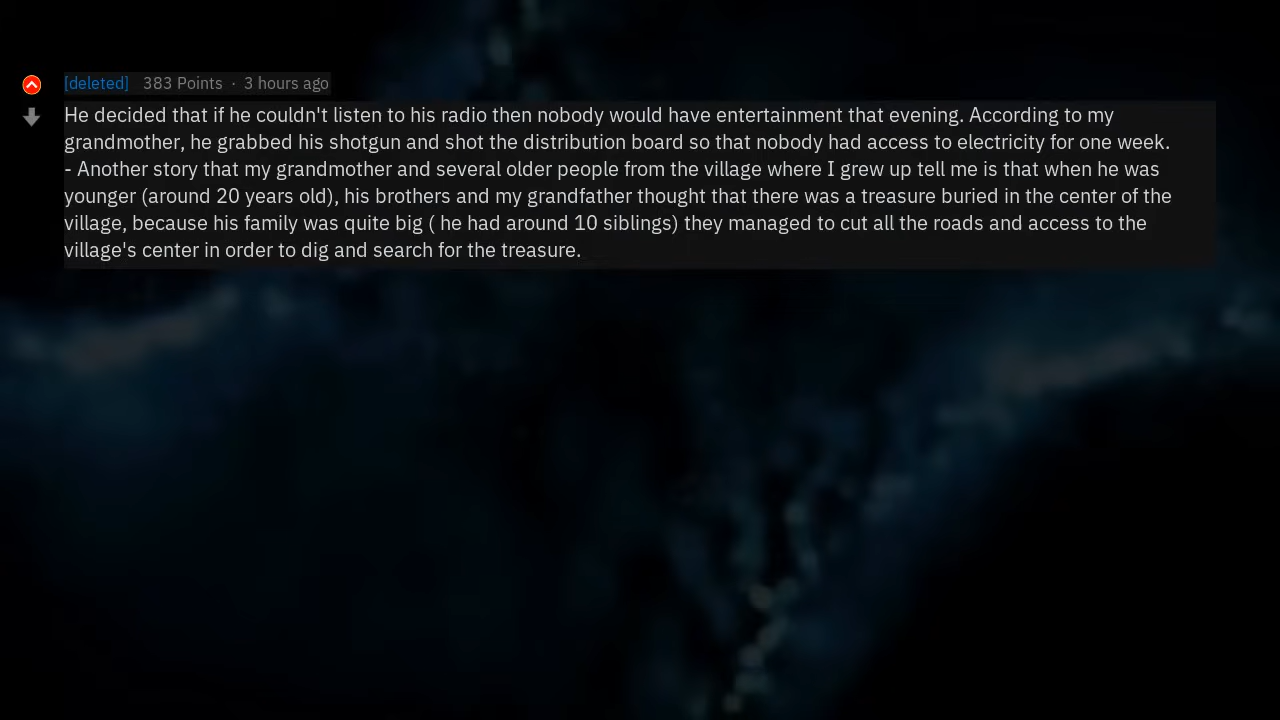 [deleted] 383 Points · 3 hours ago
He decided that if he couldn't listen to his radio then nobody would have entertainment that evening. According to my
grandmother, he grabbed his shotgun and shot the distribution board so that nobody had access to electricity for one week.
- Another story that my grandmother and several older people from the village where I grew up tell me is that when he was
younger (around 20 years old), his brothers and my grandfather thought that there was a treasure buried in the center of the
village, because his family was quite big ( he had around 10 siblings) they managed to cut all the roads and access to the
village's center in order to dig and search for the treasure.